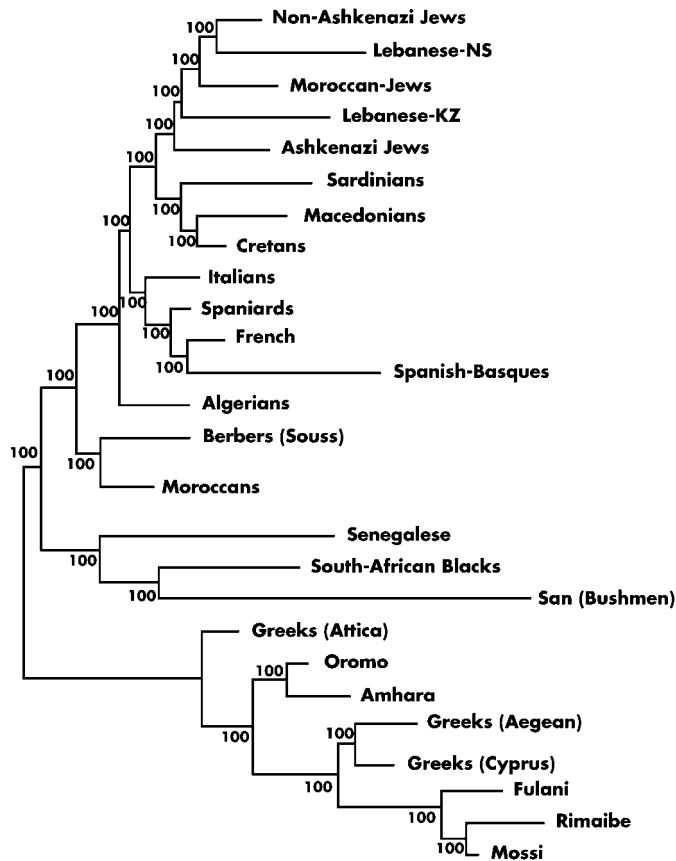 Non-Ashkenazi Jews
100
Lebanese-NS
100
Moroccan-Jews
100
Lebanese-KZ
100
Ashkenazi Jews
100
Sardinians
100
Macedonians
100
Cretans
100
Italians
100
Spaniards
100
100
French
100
Spanish-Basques
100
Algerians
Berbers (Souss)
100
100
Moroccans
Senegalese
100
South-African Blacks
100
San (Bushmen)
Greeks (Attica)
Oromo
100
Amhara
Greeks (Aegean)
100
100
Greeks (Cyprus)
100
Fulani
100
Rimaibe
100
Mossi